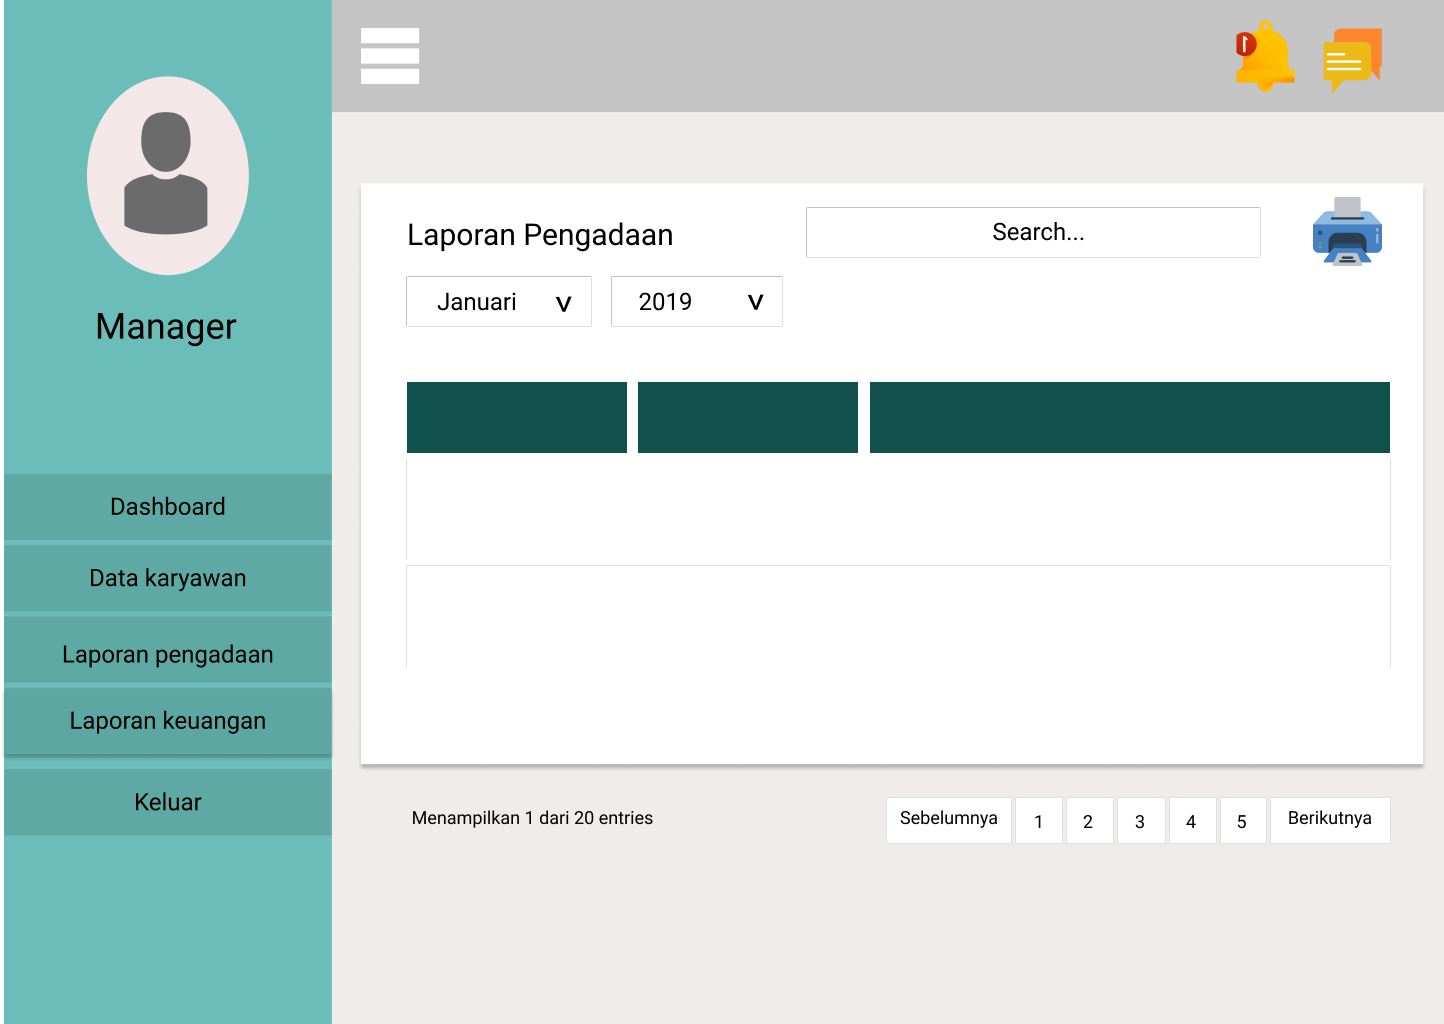 1
Manager
Dashboard
Data karyawan
Laporan pengadaan
Laporan keuangan
Keluar
Laporan Pengadaan
Search...
Januari V
2019 V
Menampilkan 1 dari 20 entries
Sebelumnya 1 2 3 4 5 Berikutnya